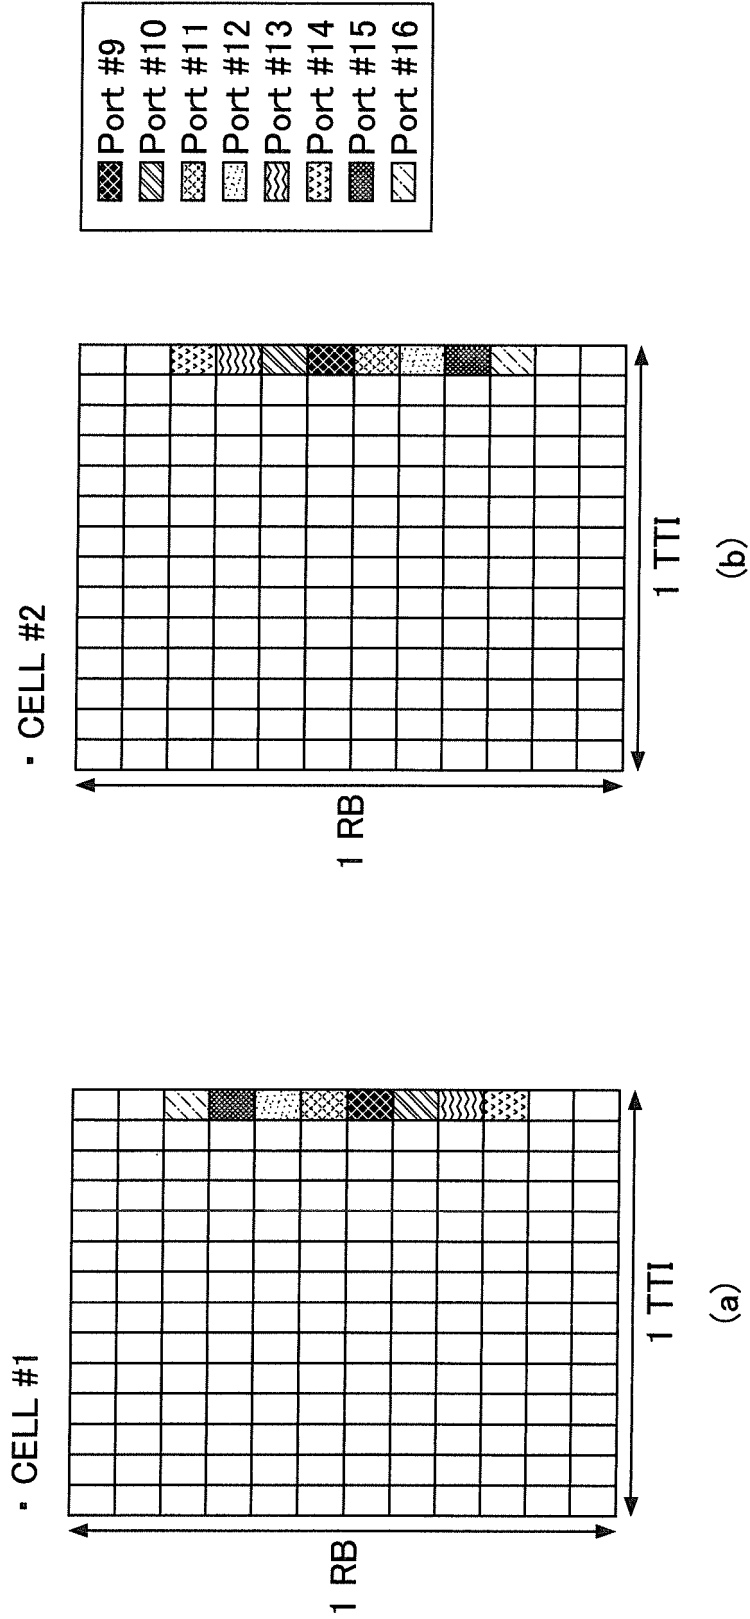 ・ CELL #1
1 RB
1 TTI
(a)
・ CELL #2
1 RB
1 TTI
(b)
Port #9
Port #10
Port #11
Port #12
Port #13
Port #14
Port #15
Port #16